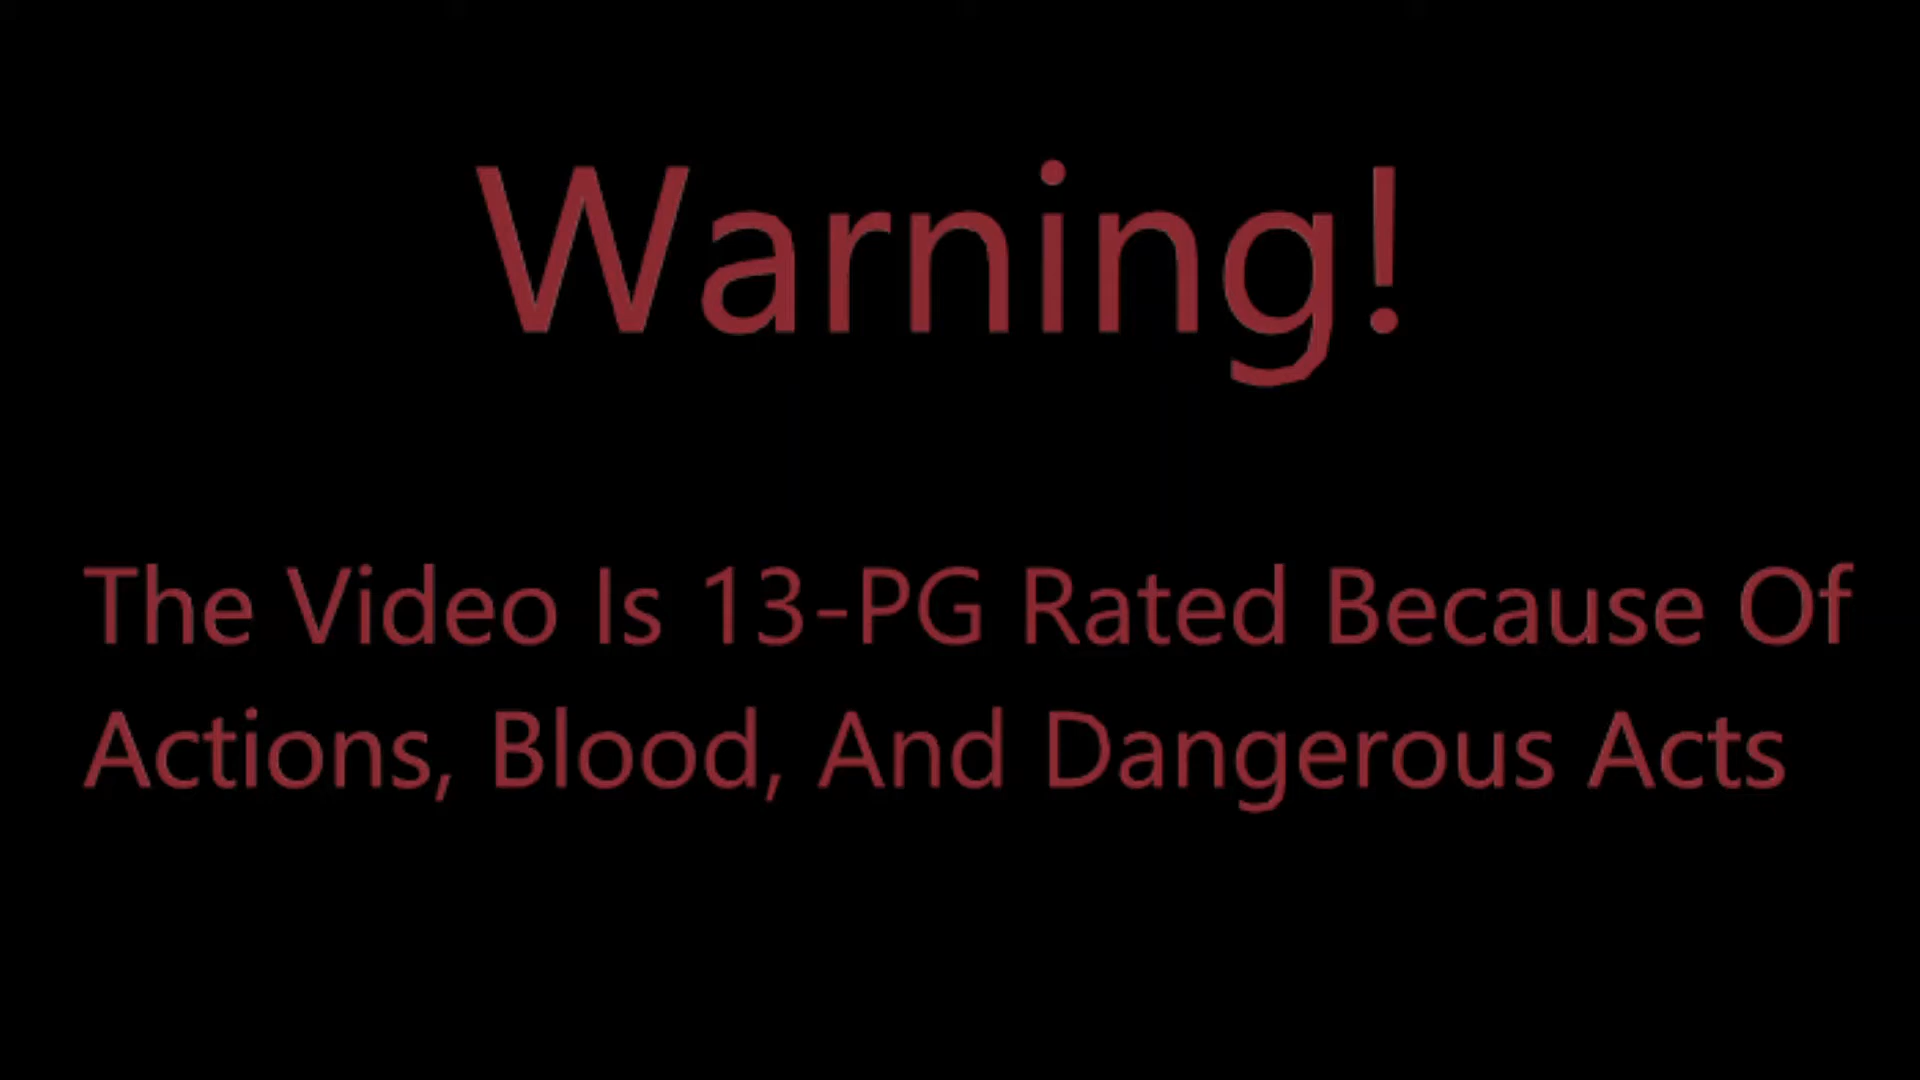 Warning!
The Video Is 13-PG Rated Because Of
Actions, Blood, And Dangerous Acts